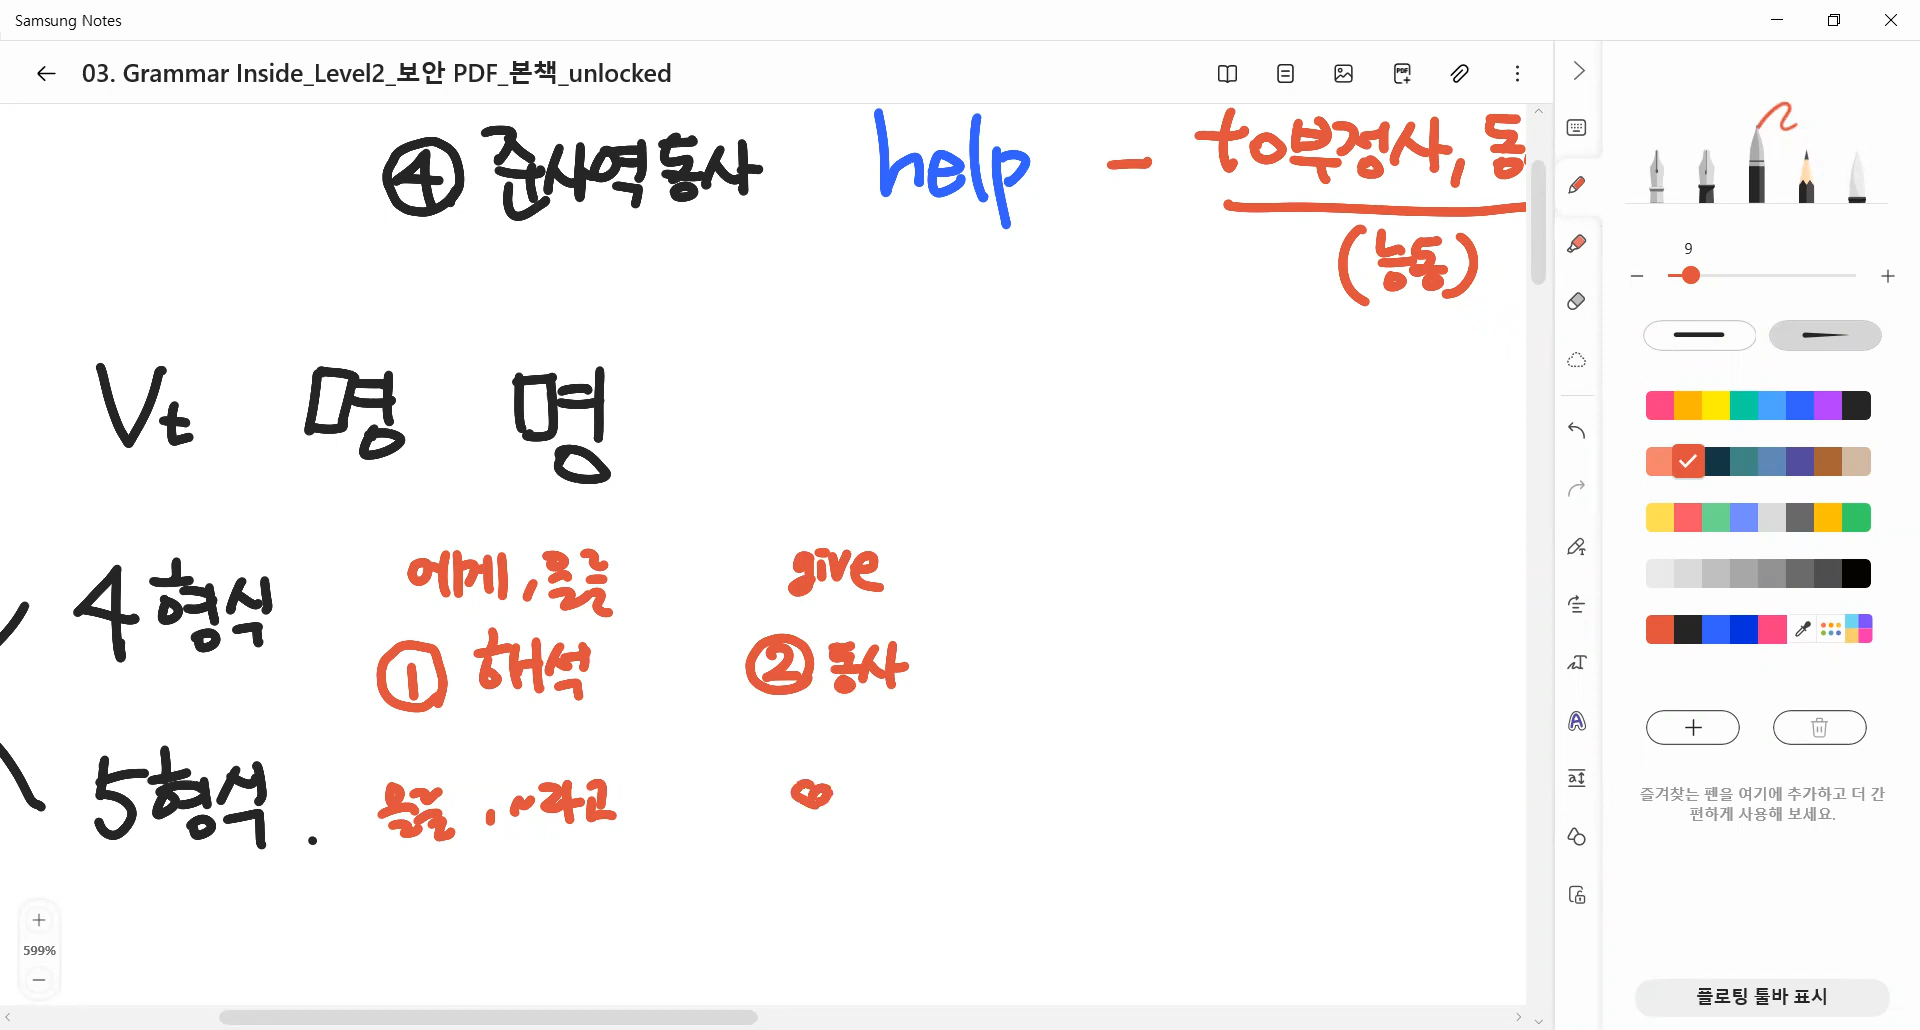 Samsung Notes
03. Grammar Inside_Level2_보안 PDF_본책_unlocked
④ 준사역동사 help - to부정사, 동
(능동)
Vt 명 명
4형식 에게, 을를 give
① 해석 ② 동사
5형식 . 을를, ~라고
599%
9
즐겨찾는 펜을 여기에 추가하고 더 간
편하게 사용해 보세요.
플로팅 툴바 표시